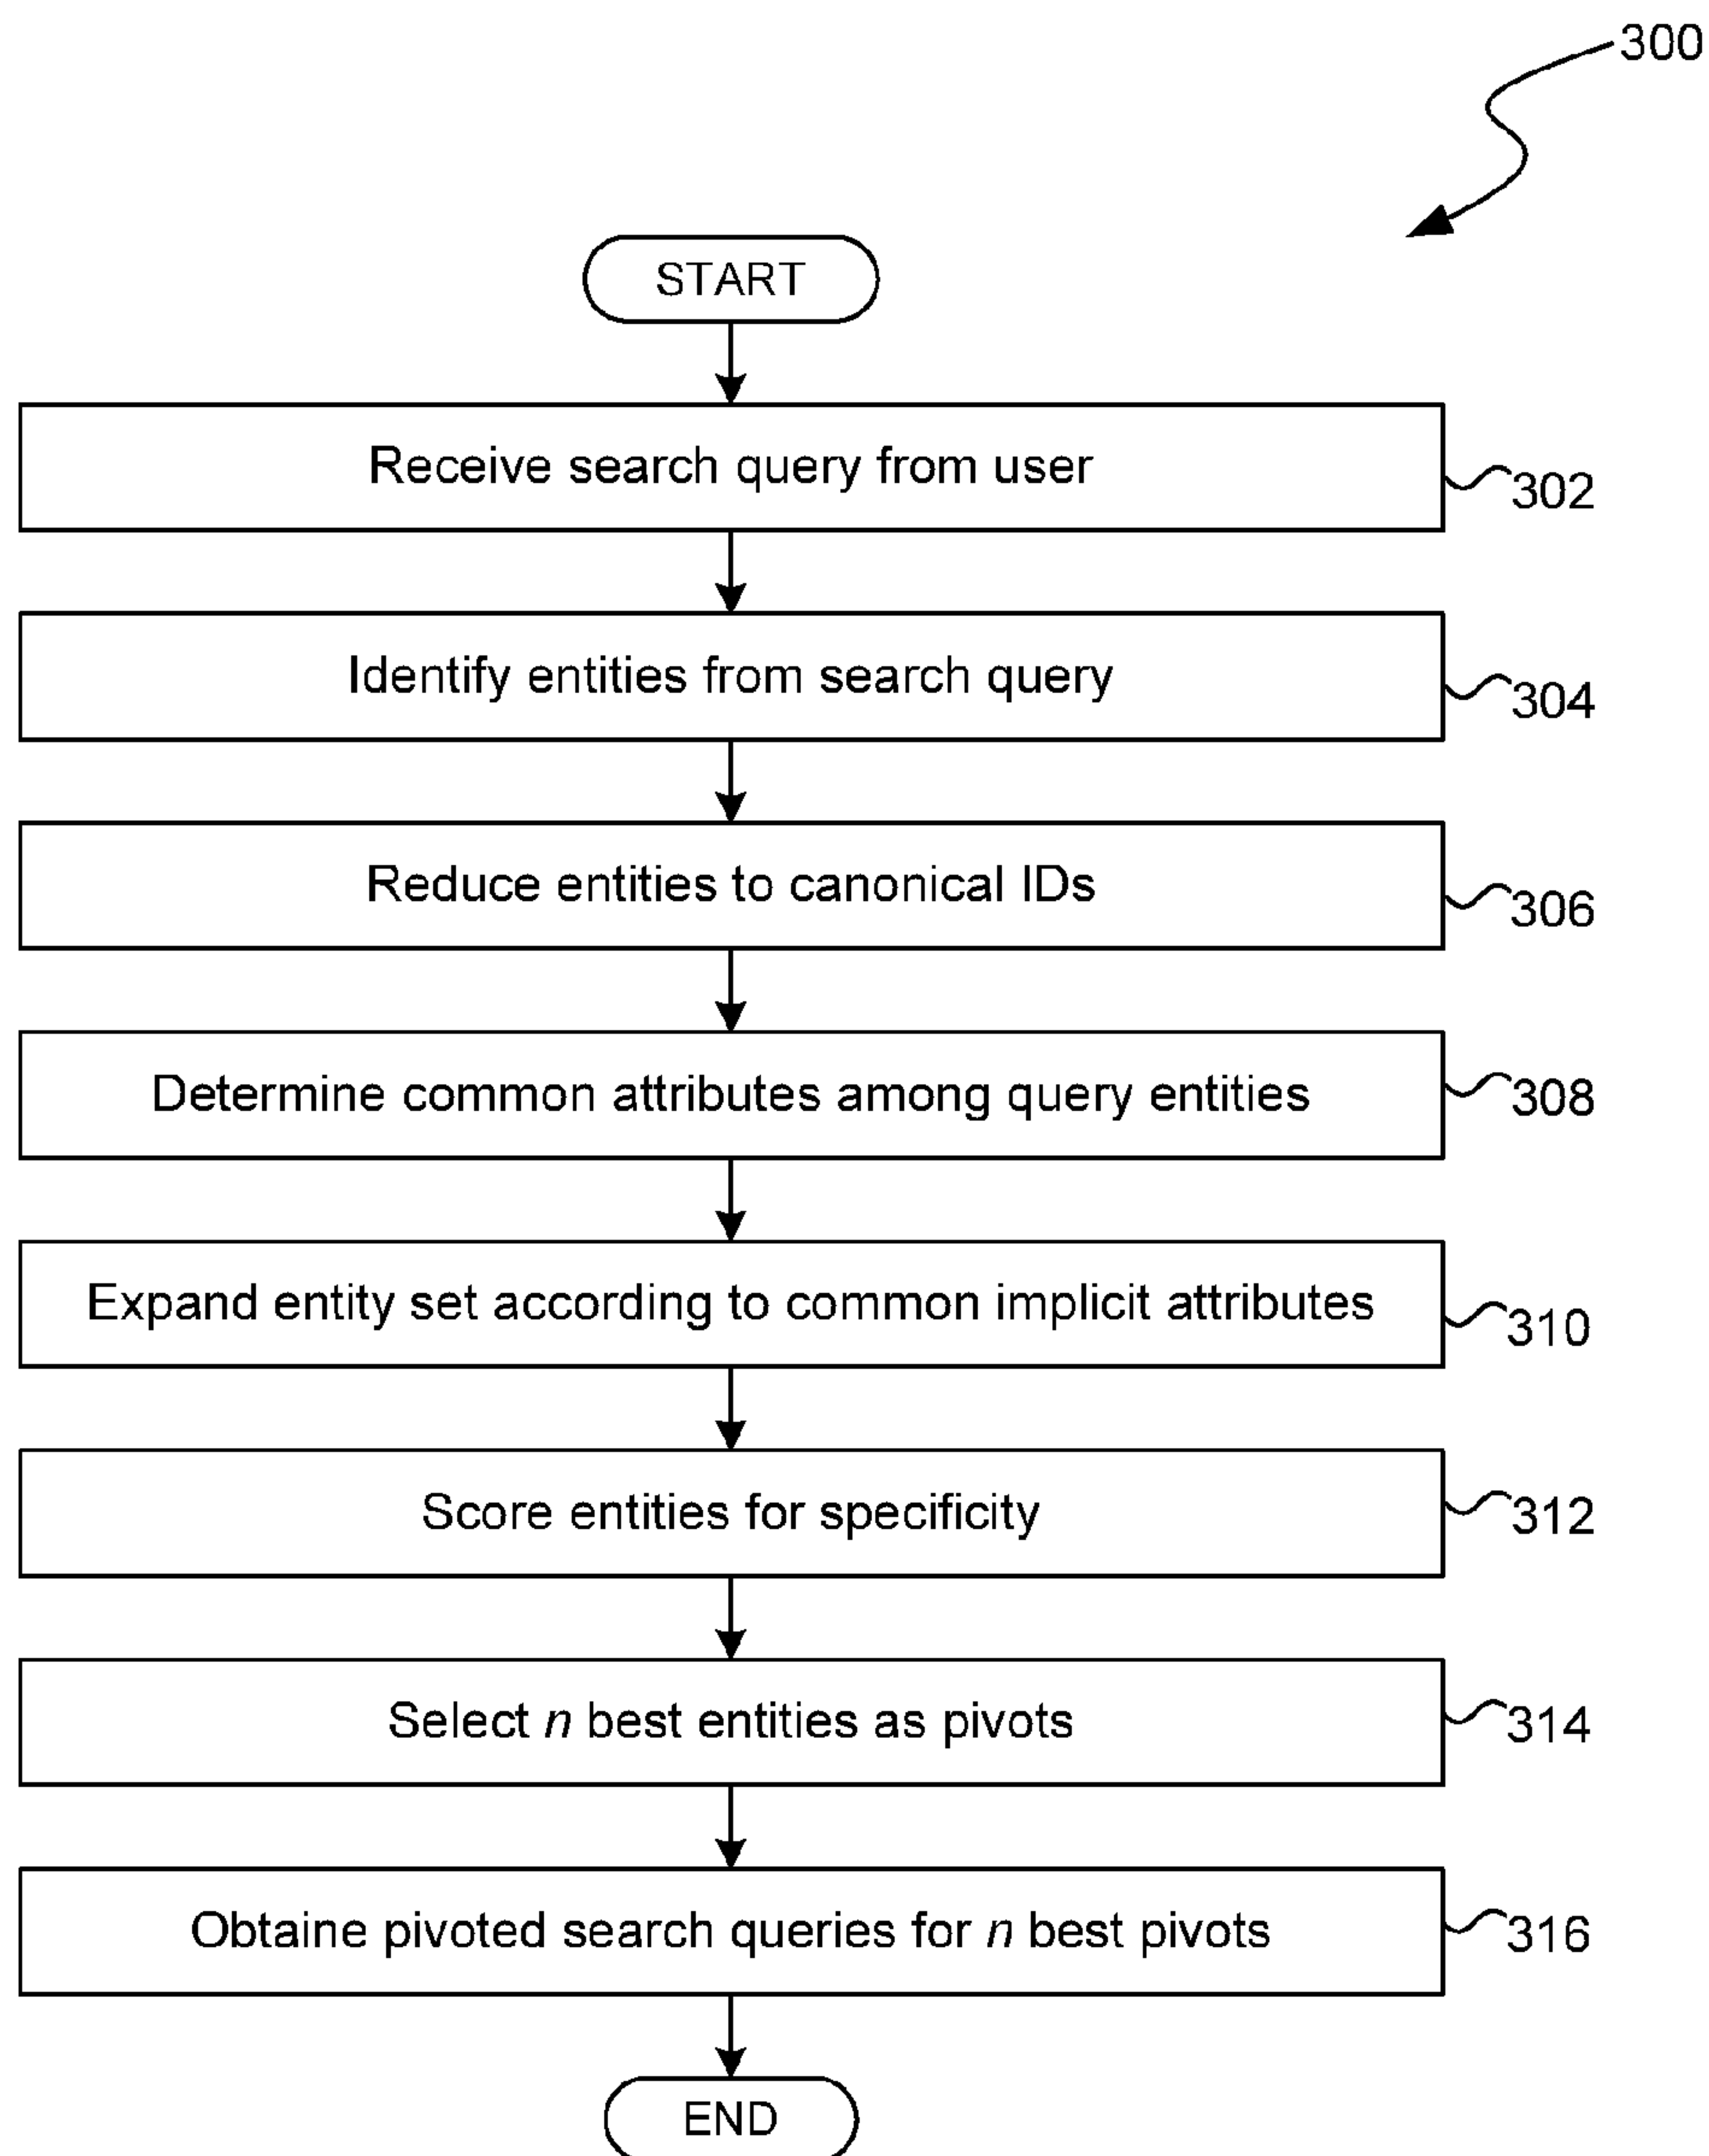 300
START
Receive search query from user
302
Identify entities from search query
304
Reduce entities to canonical IDs
306
Determine common attributes among query entities
308
Expand entity set according to common implicit attributes
310
Score entities for specificity
312
Select n best entities as pivots
314
Obtaine pivoted search queries for n best pivots
316
END